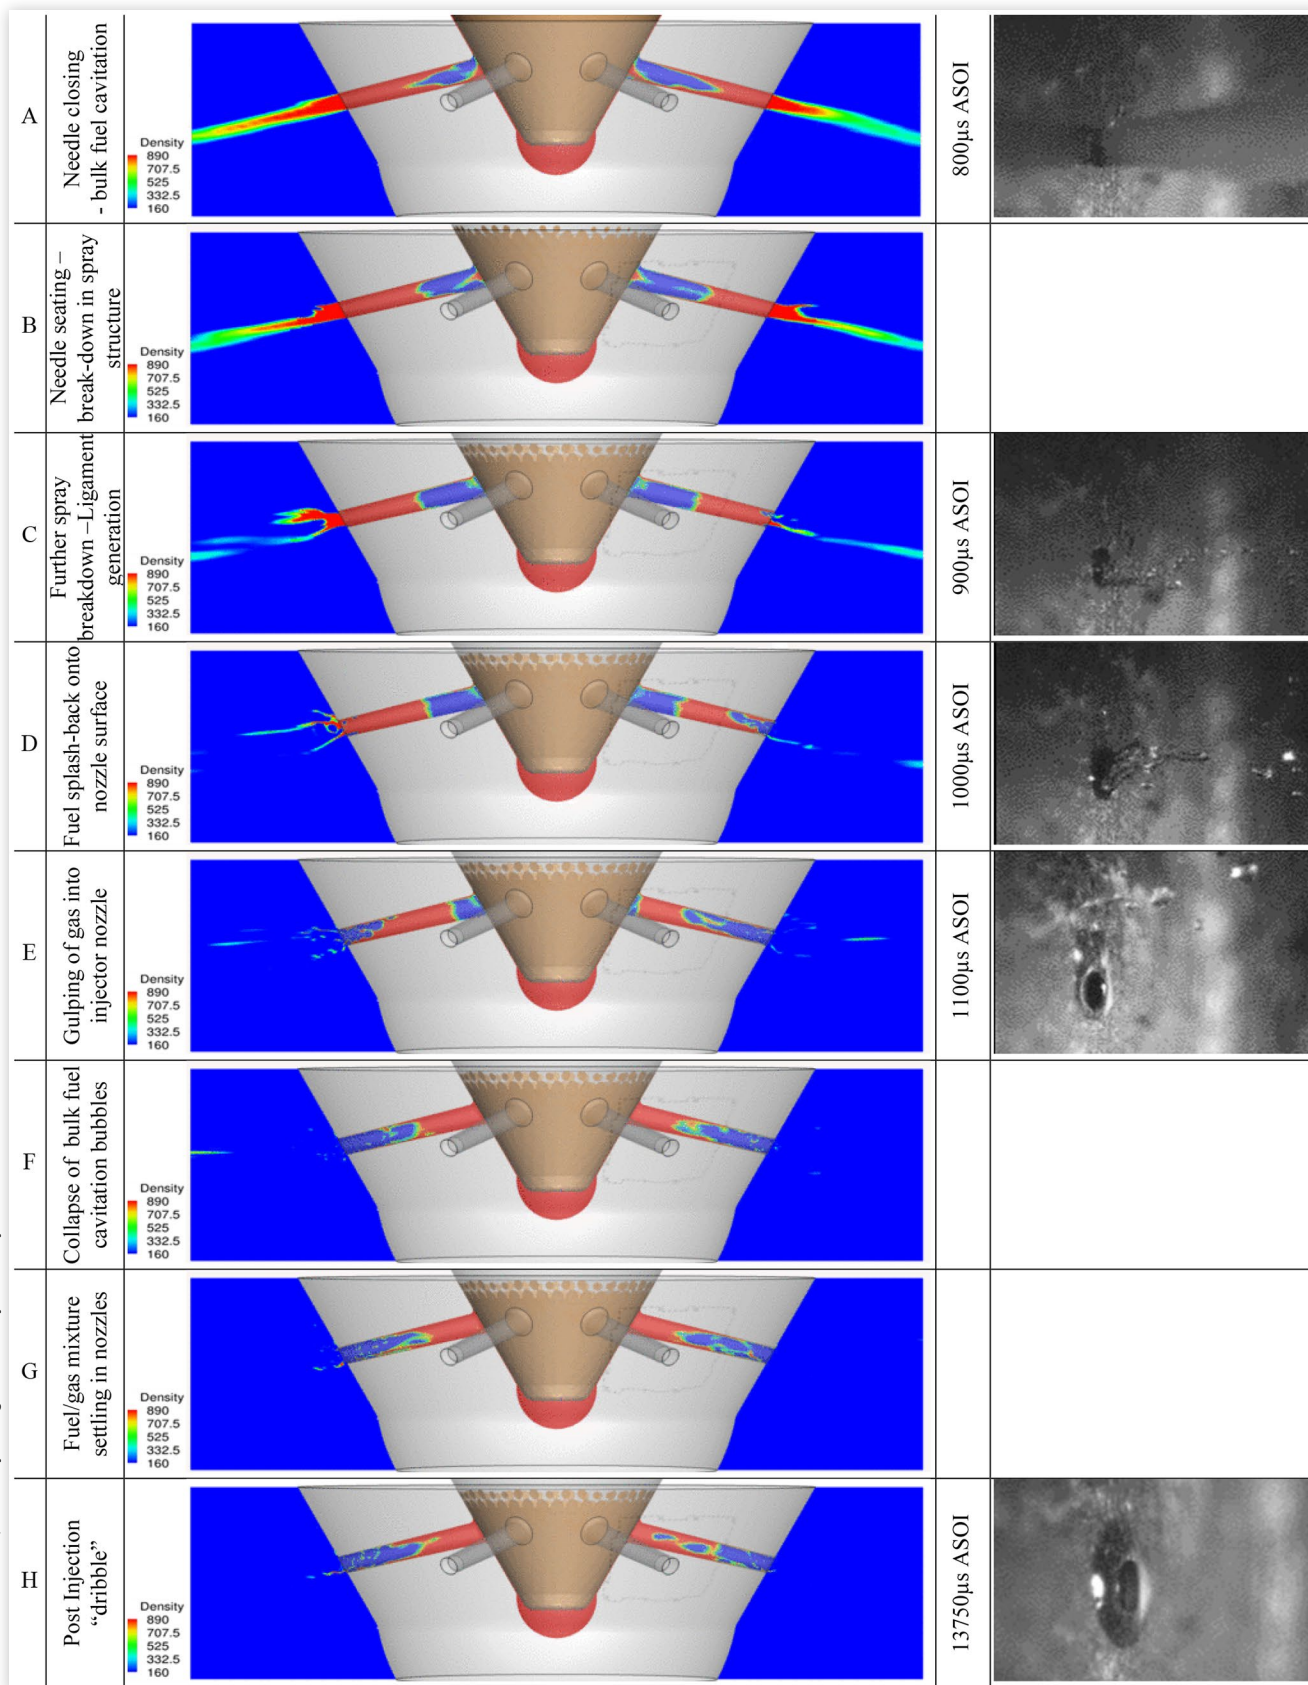 A
Needle closing
- bulk fuel cavitation
Density
890
707.5
525
332.5
160
800µs ASOI
B
Needle seating –
break-down in spray
structure
Density
890
707.5
525
332.5
160
C
Further spray
breakdown –Ligament
generation
Density
890
707.5
525
332.5
160
900µs ASOI
D
Fuel splash-back onto
nozzle surface
Density
890
707.5
525
332.5
160
1000µs ASOI
E
Gulping of gas into
injector nozzle
Density
890
707.5
525
332.5
160
1100µs ASOI
F
Collapse of bulk fuel
cavitation bubbles
Density
890
707.5
525
332.5
160
G
Fuel/gas mixture
settling in nozzles
Density
890
707.5
525
332.5
160
H
Post Injection
“dribble”
Density
890
707.5
525
332.5
160
13750µs ASOI